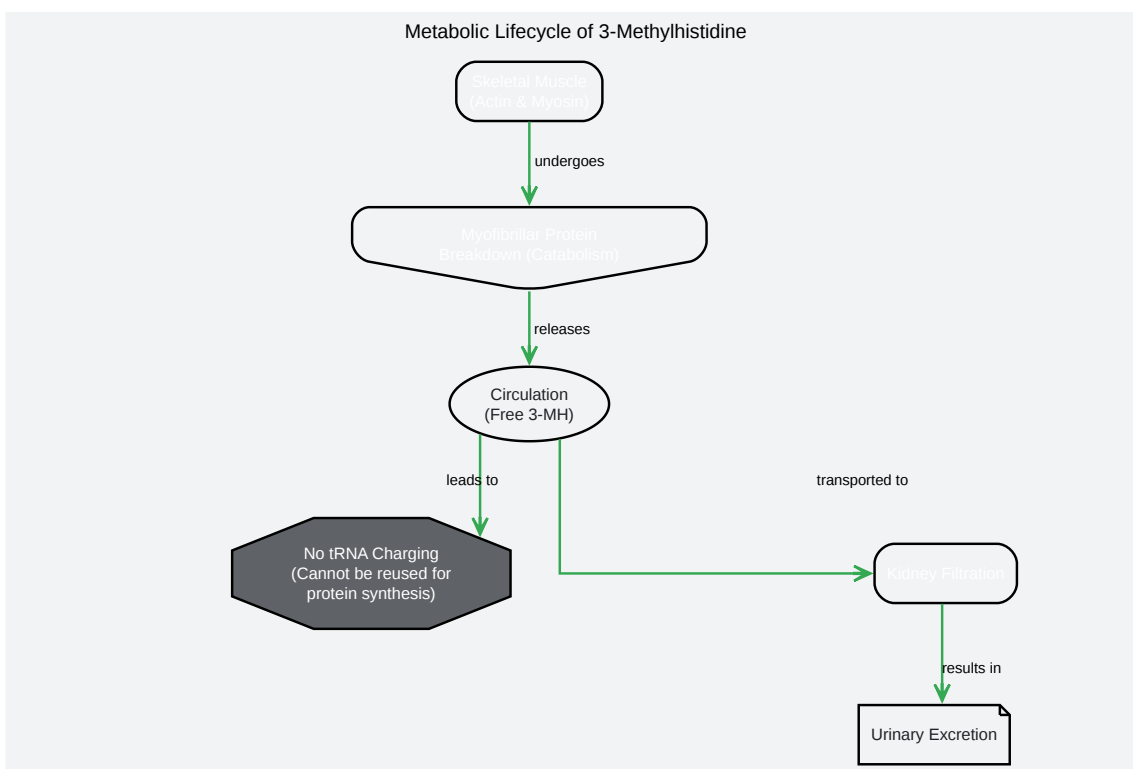 Metabolic Lifecycle of 3-Methylhistidine
Skeletal Muscle
(Actin & Myosin)
undergoes
Myofibrillar Protein
Breakdown (Catabolism)
releases
Circulation
(Free 3-MH)
leads to
transported to
No tRNA Charging
(Cannot be reused for
protein synthesis)
Kidney Filtration
results in
Urinary Excretion